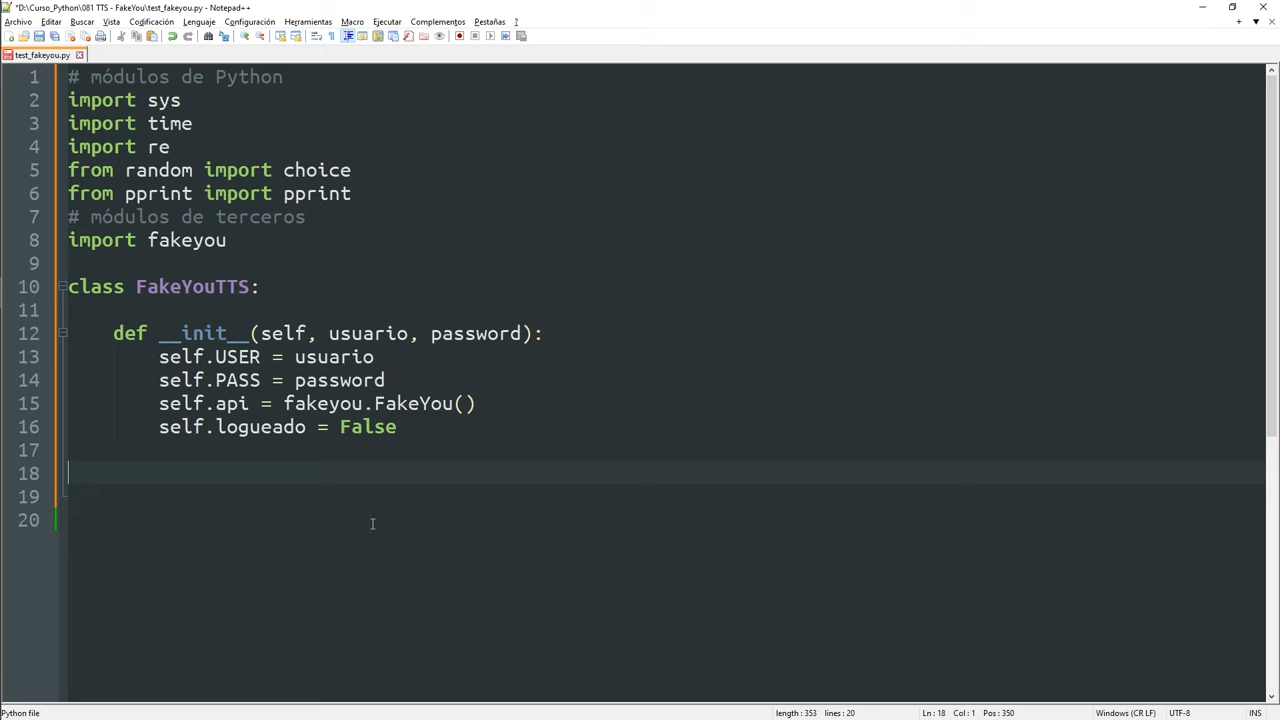 *D:\Curso_Python\081 TTS - FakeYou\test_fakeyou.py - Notepad++
Archivo Editar Buscar Vista Codificación Lenguaje Configuración Herramientas Macro Ejecutar Complementos Pestañas ?
test_fakeyou.py
1 # módulos de Python
2 import sys
3 import time
4 import re
5 from random import choice
6 from pprint import pprint
7 # módulos de terceros
8 import fakeyou
9
10 class FakeYouTTS:
11
12     def __init__(self, usuario, password):
13         self.USER = usuario
14         self.PASS = password
15         self.api = fakeyou.FakeYou()
16         self.logueado = False
17
18
19
20
Python file length : 353 lines : 20 Ln : 18 Col : 1 Pos : 350 Windows (CR LF) UTF-8 INS